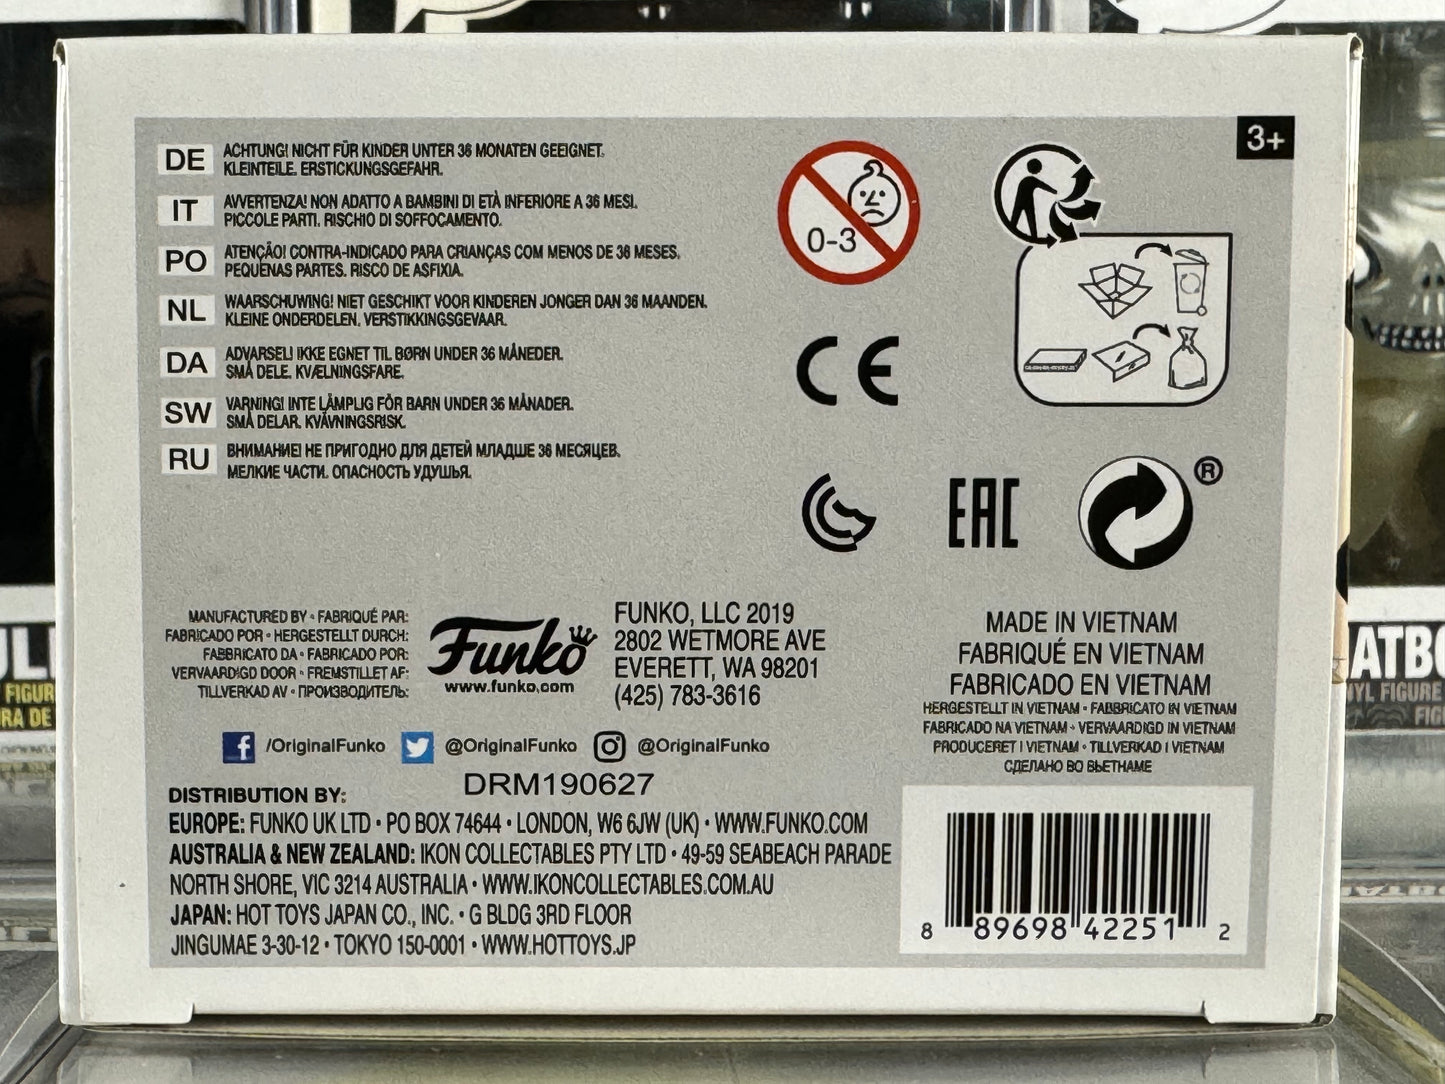 3+
DE
ACHTUNG! NICHT FÜR KINDER UNTER 36 MONATEN GEEIGNET.
KLEINTEILE. ERSTICKUNGSGEFAHR.
IT
AVVERTENZA! NON ADATTO A BAMBINI DI ETÀ INFERIORE A 36 MESI.
PICCOLE PARTI. RISCHIO DI SOFFOCAMENTO.
PO
ATENÇÃO! CONTRA-INDICADO PARA CRIANÇAS COM MENOS DE 36 MESES.
PEQUENAS PARTES. RISCO DE ASFIXIA.
NL
WAARSCHUWING! NIET GESCHIKT VOOR KINDEREN JONGER DAN 36 MAANDEN.
KLEINE ONDERDELEN. VERSTIKKINGSGEVAAR.
DA
ADVARSEL! IKKE EGNET TIL BØRN UNDER 36 MÅNEDER.
SMÅ DELE. KVÆLNINGSFARE.
SW
VARNING! INTE LÄMPLIG FÖR BARN UNDER 36 MÅNADER.
SMÅ DELAR. KVÄVNINGSRISK.
RU
ВНИМАНИЕ! НЕ ПРИГОДНО ДЛЯ ДЕТЕЙ МЛАДШЕ 36 МЕСЯЦЕВ.
МЕЛКИЕ ЧАСТИ. ОПАСНОСТЬ УДУШЬЯ.
0-3
CE
EAC
®
MANUFACTURED BY • FABRIQUÉ PAR:
FABRICADO POR • HERGESTELLT DURCH:
FABBRICATO DA • FABRICADO POR:
VERVAARDIGD DOOR • FREMSTILLET AF:
TILLVERKAD AV • ПРОИЗВОДИТЕЛЬ:
Funko
www.funko.com
FUNKO, LLC 2019
2802 WETMORE AVE
EVERETT, WA 98201
(425) 783-3616
MADE IN VIETNAM
FABRIQUÉ EN VIETNAM
FABRICADO EN VIETNAM
HERGESTELLT IN VIETNAM • FABBRICATO IN VIETNAM
FABRICADO NA VIETNAM • VERVAARDIGD IN VIETNAM
PRODUCERET I VIETNAM • TILLVERKAD I VIETNAM
СДЕЛАНО ВО ВЬЕТНАМЕ
/OriginalFunko @OriginalFunko @OriginalFunko
DRM190627
DISTRIBUTION BY:
EUROPE: FUNKO UK LTD • PO BOX 74644 • LONDON, W6 6JW (UK) • WWW.FUNKO.COM
AUSTRALIA & NEW ZEALAND: IKON COLLECTABLES PTY LTD • 49-59 SEABEACH PARADE
NORTH SHORE, VIC 3214 AUSTRALIA • WWW.IKONCOLLECTABLES.COM.AU
JAPAN: HOT TOYS JAPAN CO., INC. • G BLDG 3RD FLOOR
JINGUMAE 3-30-12 • TOKYO 150-0001 • WWW.HOTTOYS.JP
8 89698 42251 2
ATBO
YL FIGURE
FIGUR
RA DE